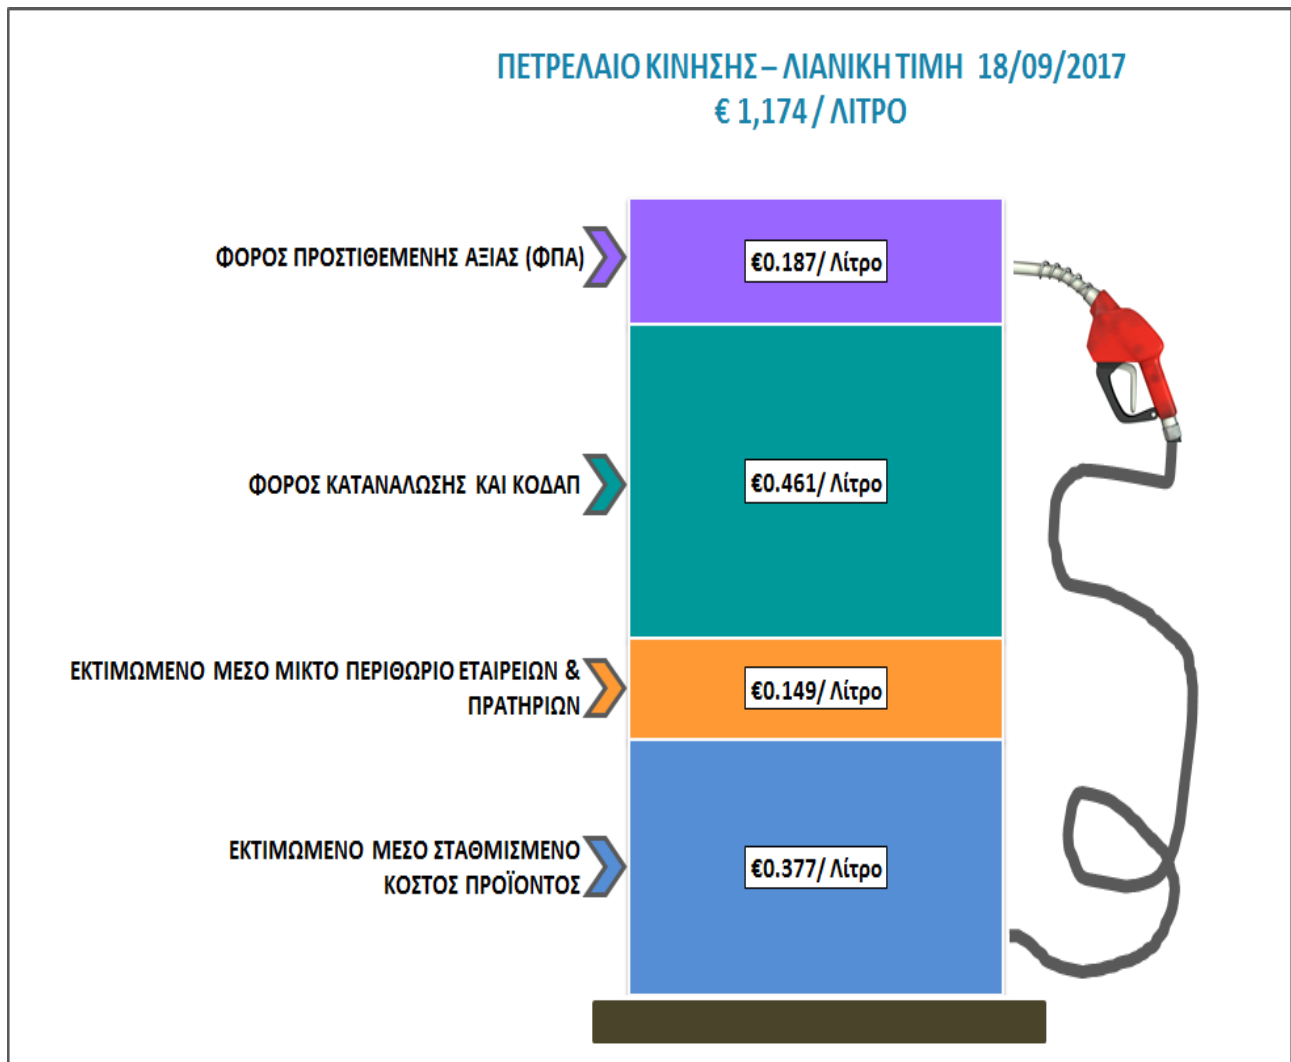 ΠΕΤΡΕΛΑΙΟ ΚΙΝΗΣΗΣ – ΛΙΑΝΙΚΗ ΤΙΜΗ 18/09/2017
€ 1,174 / ΛΙΤΡΟ
ΦΟΡΟΣ ΠΡΟΣΤΙΘΕΜΕΝΗΣ ΑΞΙΑΣ (ΦΠΑ)
€0.187/ Λίτρο
ΦΟΡΟΣ ΚΑΤΑΝΑΛΩΣΗΣ ΚΑΙ ΚΟΔΑΠ
€0.461/ Λίτρο
ΕΚΤΙΜΩΜΕΝΟ ΜΕΣΟ ΜΙΚΤΟ ΠΕΡΙΘΩΡΙΟ ΕΤΑΙΡΕΙΩΝ &
ΠΡΑΤΗΡΙΩΝ
€0.149/ Λίτρο
ΕΚΤΙΜΩΜΕΝΟ ΜΕΣΟ ΣΤΑΘΜΙΣΜΕΝΟ
ΚΟΣΤΟΣ ΠΡΟΪΟΝΤΟΣ
€0.377/ Λίτρο